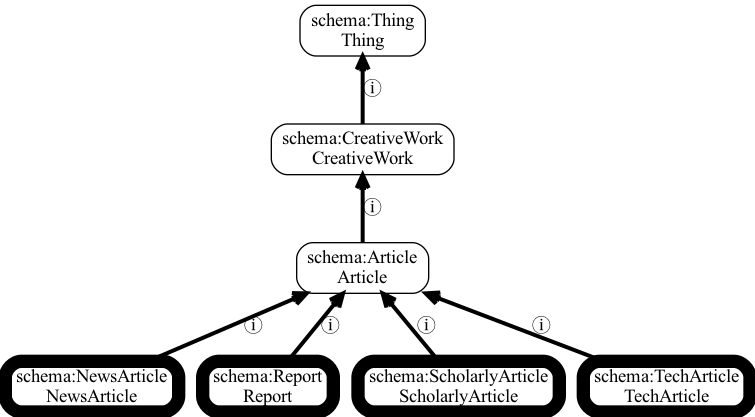 schema:Thing
Thing
ⓘ
schema:CreativeWork
CreativeWork
ⓘ
schema:Article
Article
ⓘ ⓘ ⓘ ⓘ
schema:NewsArticle
NewsArticle
schema:Report
Report
schema:ScholarlyArticle
ScholarlyArticle
schema:TechArticle
TechArticle